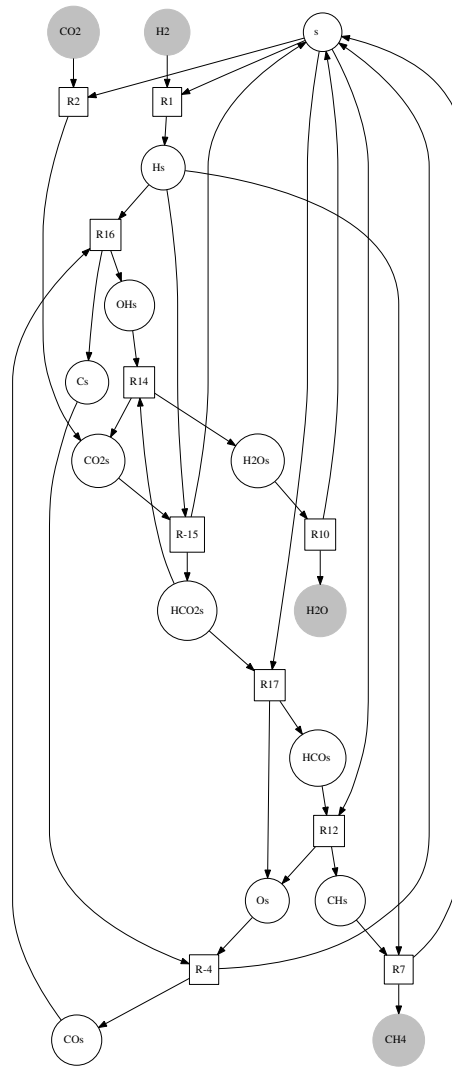 CO2
H2
s
R2
R1
Hs
R16
OHs
Cs
R14
CO2s
H2Os
R-15
R10
HCO2s
H2O
R17
HCOs
R12
Os
CHs
R-4
R7
COs
CH4